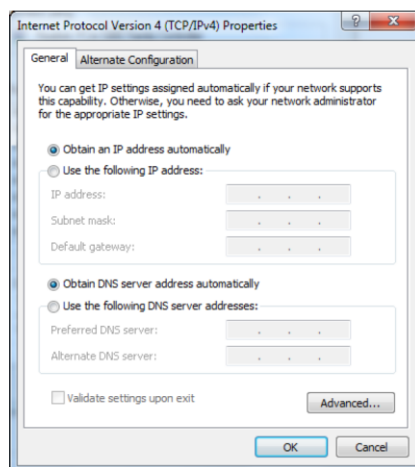 Internet Protocol Version 4 (TCP/IPv4) Properties
General
Alternate Configuration
You can get IP settings assigned automatically if your network supports
this capability. Otherwise, you need to ask your network administrator
for the appropriate IP settings.
Obtain an IP address automatically
Use the following IP address:
IP address:
Subnet mask:
Default gateway:
Obtain DNS server address automatically
Use the following DNS server addresses:
Preferred DNS server:
Alternate DNS server:
Validate settings upon exit
Advanced...
OK
Cancel